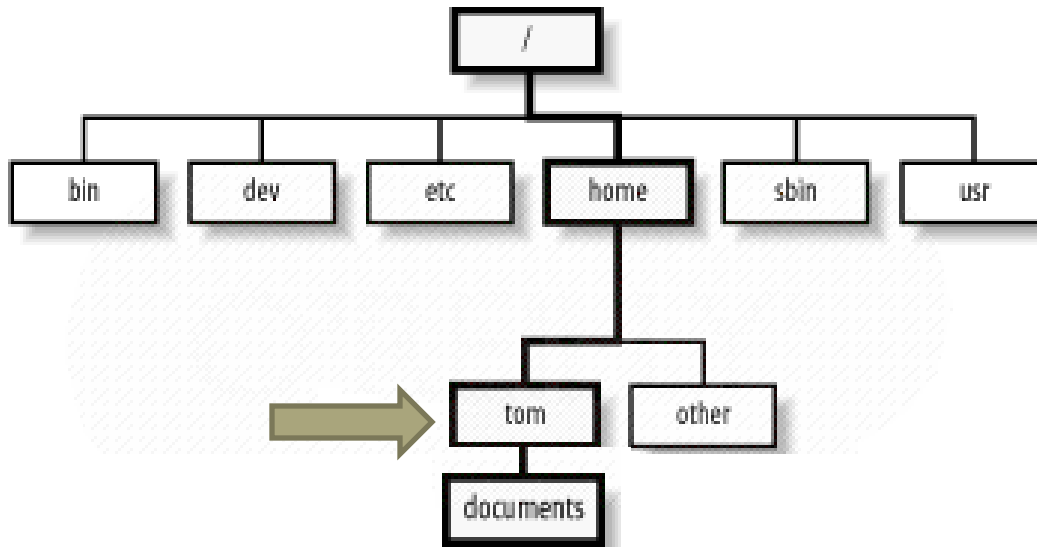 /
bin dev etc home sbin usr
tom other
documents